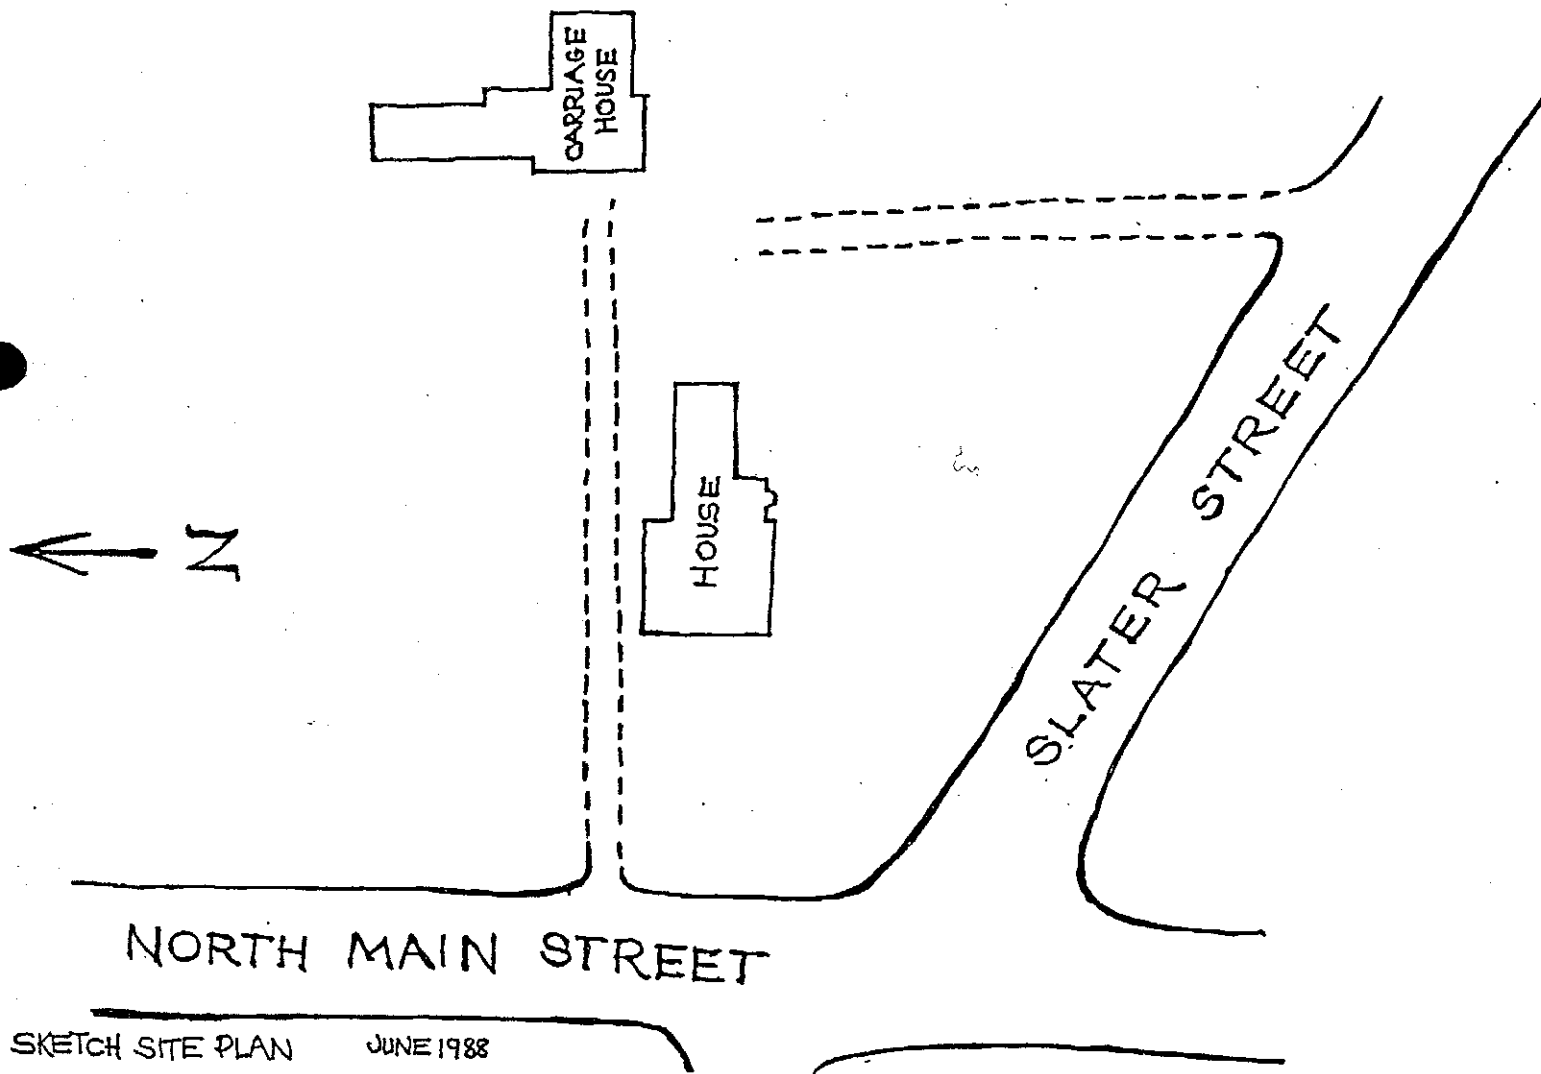 CARRIAGE
HOUSE
HOUSE
SLATER STREET
N
NORTH MAIN STREET
SKETCH SITE PLAN JUNE 1988